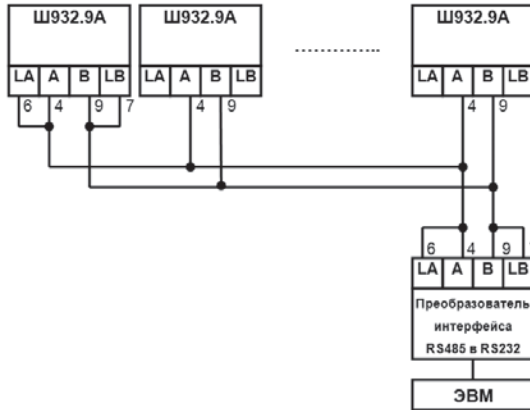 Ш932.9А Ш932.9А Ш932.9А
LA A B LB LA A B LB LA A B LB
6 4 9 7 4 9 4 9
6 4 9
LA A B LB
Преобразователь
интерфейса
RS485 в RS232
ЭВМ